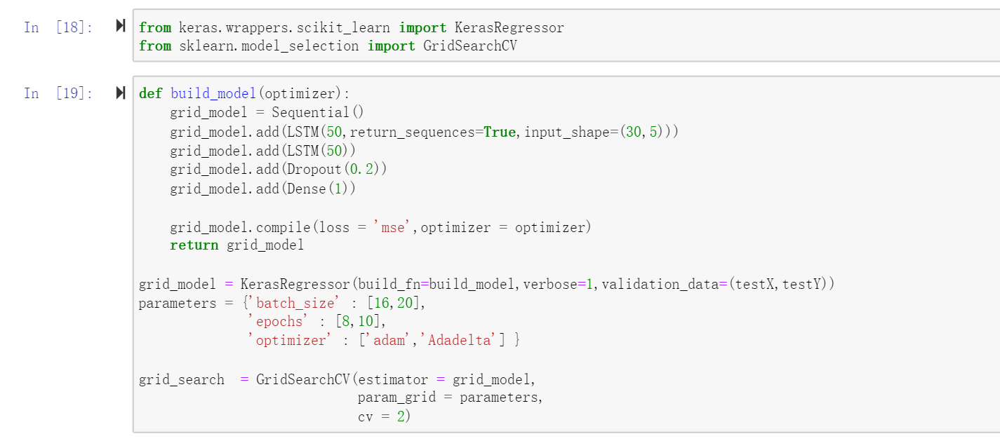 In [18]:
from keras.wrappers.scikit_learn import KerasRegressor
from sklearn.model_selection import GridSearchCV
In [19]:
def build_model(optimizer):
    grid_model = Sequential()
    grid_model.add(LSTM(50,return_sequences=True,input_shape=(30,5)))
    grid_model.add(LSTM(50))
    grid_model.add(Dropout(0.2))
    grid_model.add(Dense(1))
    grid_model.compile(loss = 'mse',optimizer = optimizer)
    return grid_model
grid_model = KerasRegressor(build_fn=build_model,verbose=1,validation_data=(testX,testY))
parameters = {'batch_size' : [16,20],
              'epochs' : [8,10],
              'optimizer' : ['adam','Adadelta'] }
grid_search  = GridSearchCV(estimator = grid_model,
                            param_grid = parameters,
                            cv = 2)